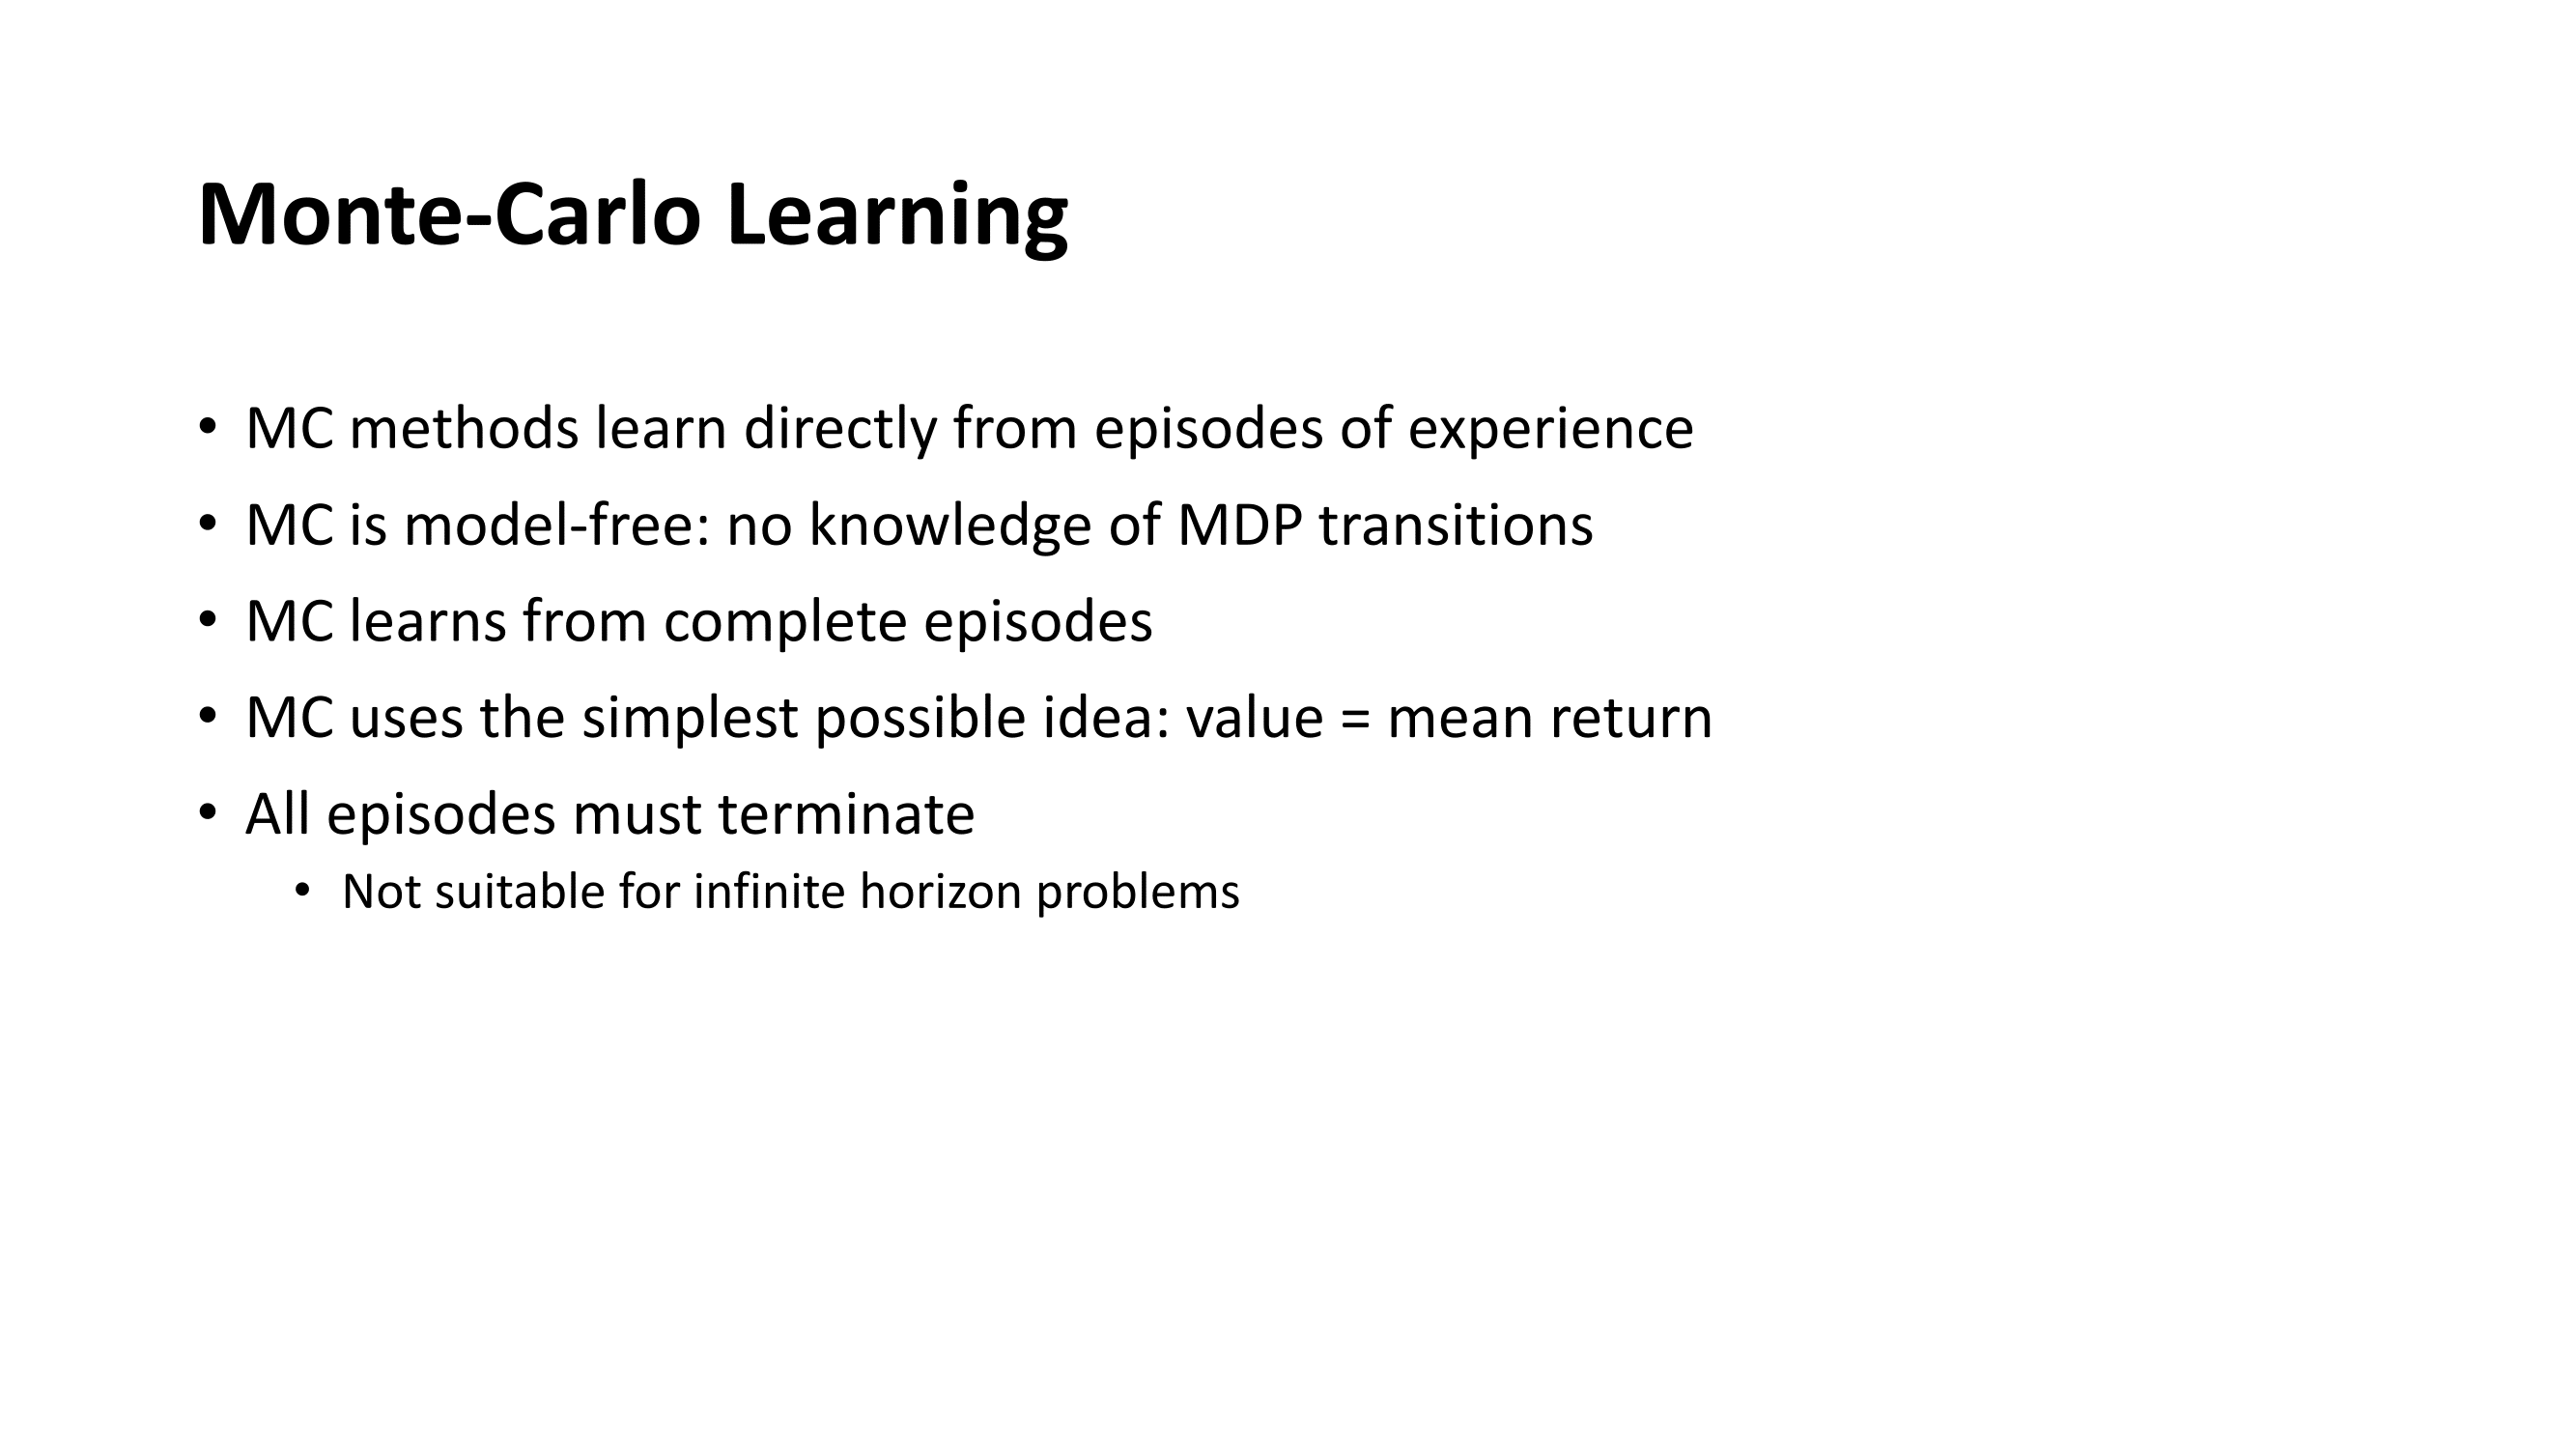 Monte-Carlo Learning
• MC methods learn directly from episodes of experience
• MC is model-free: no knowledge of MDP transitions
• MC learns from complete episodes
• MC uses the simplest possible idea: value = mean return
• All episodes must terminate
• Not suitable for infinite horizon problems